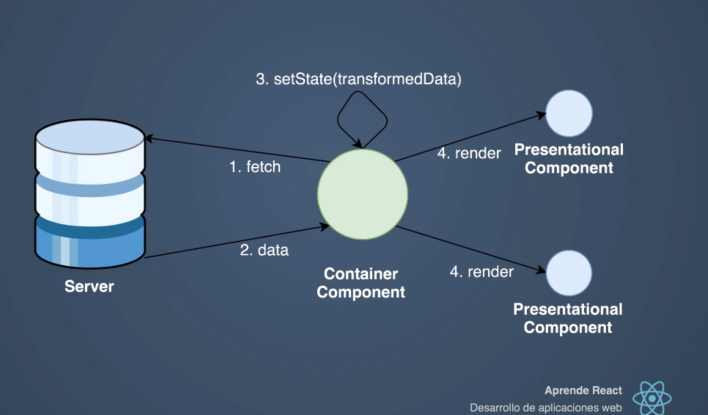 3. setState(transformedData)
1. fetch
4. render
Presentational
Component
2. data
Server
Container
Component
4. render
Presentational
Component
Aprende React
Desarrollo de aplicaciones web